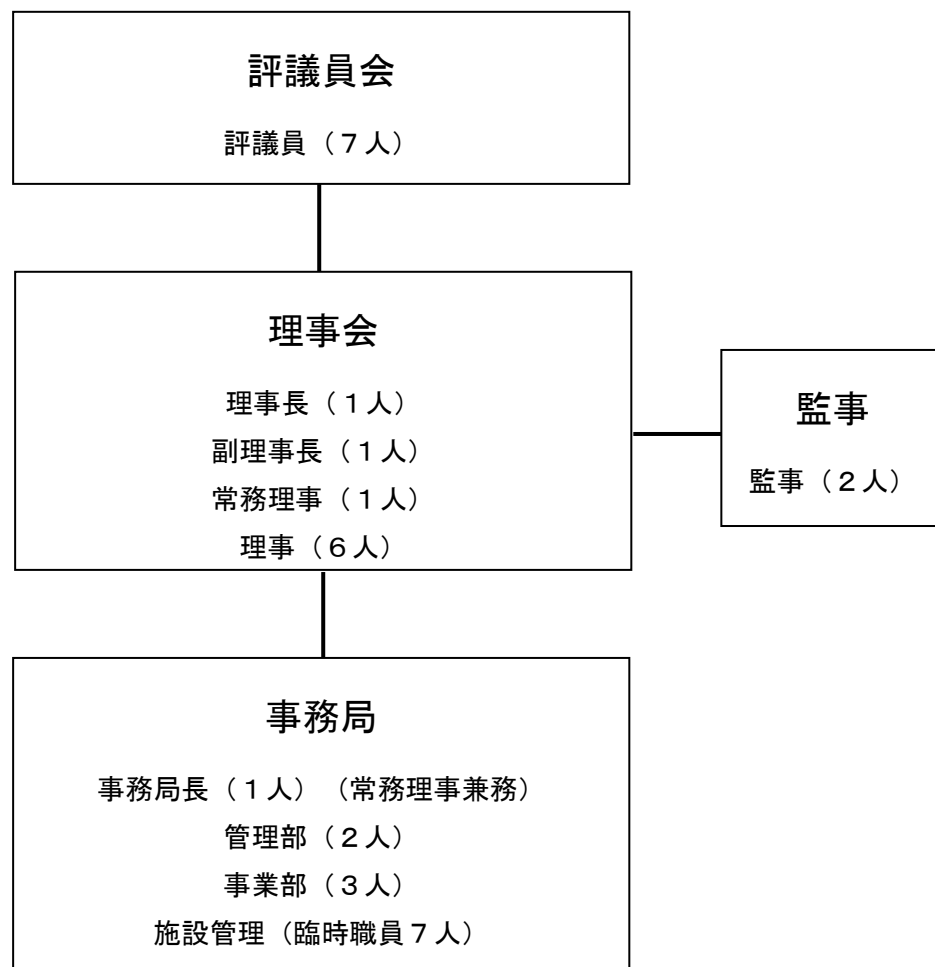 評議員会
評議員（７人）
理事会
理事長（１人）
副理事長（１人）
常務理事（１人）
理事（６人）
監事
監事（２人）
事務局
事務局長（１人）（常務理事兼務）
管理部（２人）
事業部（３人）
施設管理（臨時職員７人）